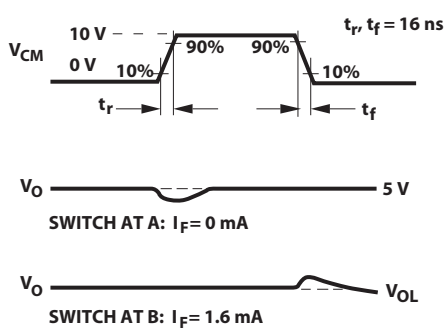 10 V
t_r, t_f = 16 ns
V_CM
90% 90%
0 V
10% 10%
t_r
t_f
V_O
5 V
SWITCH AT A: I_F = 0 mA
V_O
V_OL
SWITCH AT B: I_F = 1.6 mA